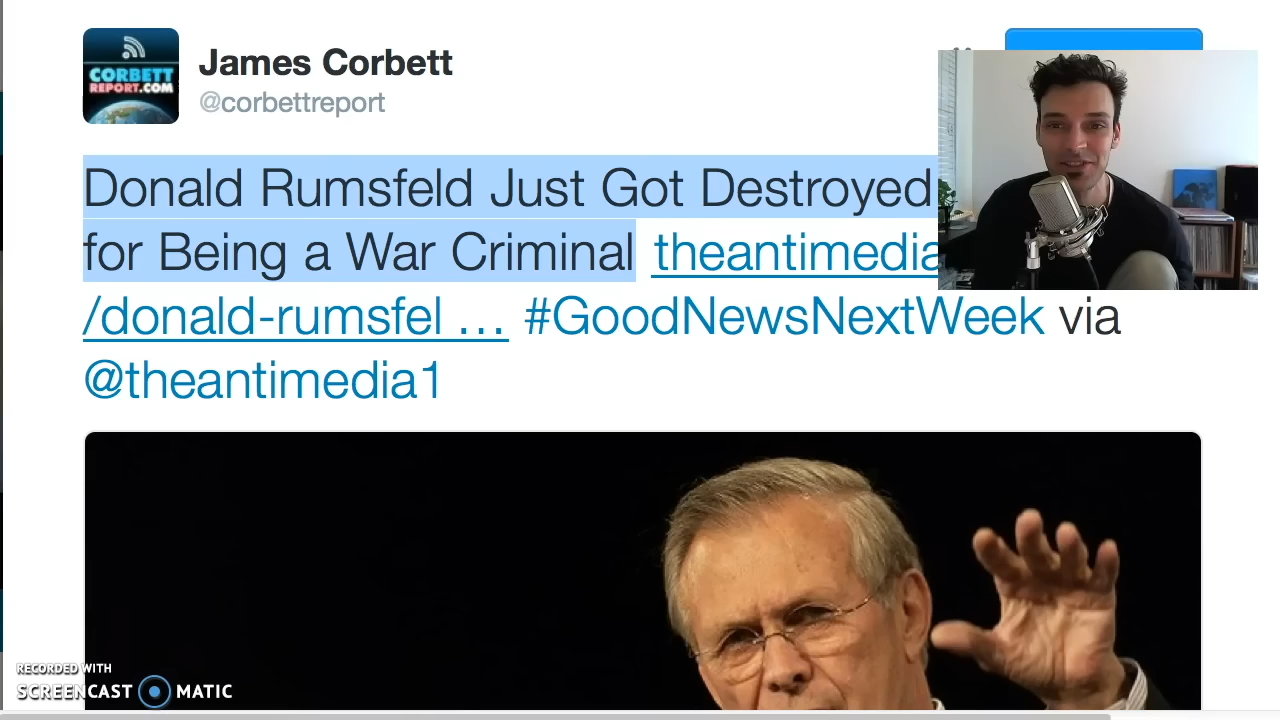 CORBETT
REPORT.COM
James Corbett
@corbettreport
Donald Rumsfeld Just Got Destroyed
for Being a War Criminal theantimedia
/donald-rumsfel ... #GoodNewsNextWeek via
@theantimedia1
RECORDED WITH
SCREENCAST MATIC